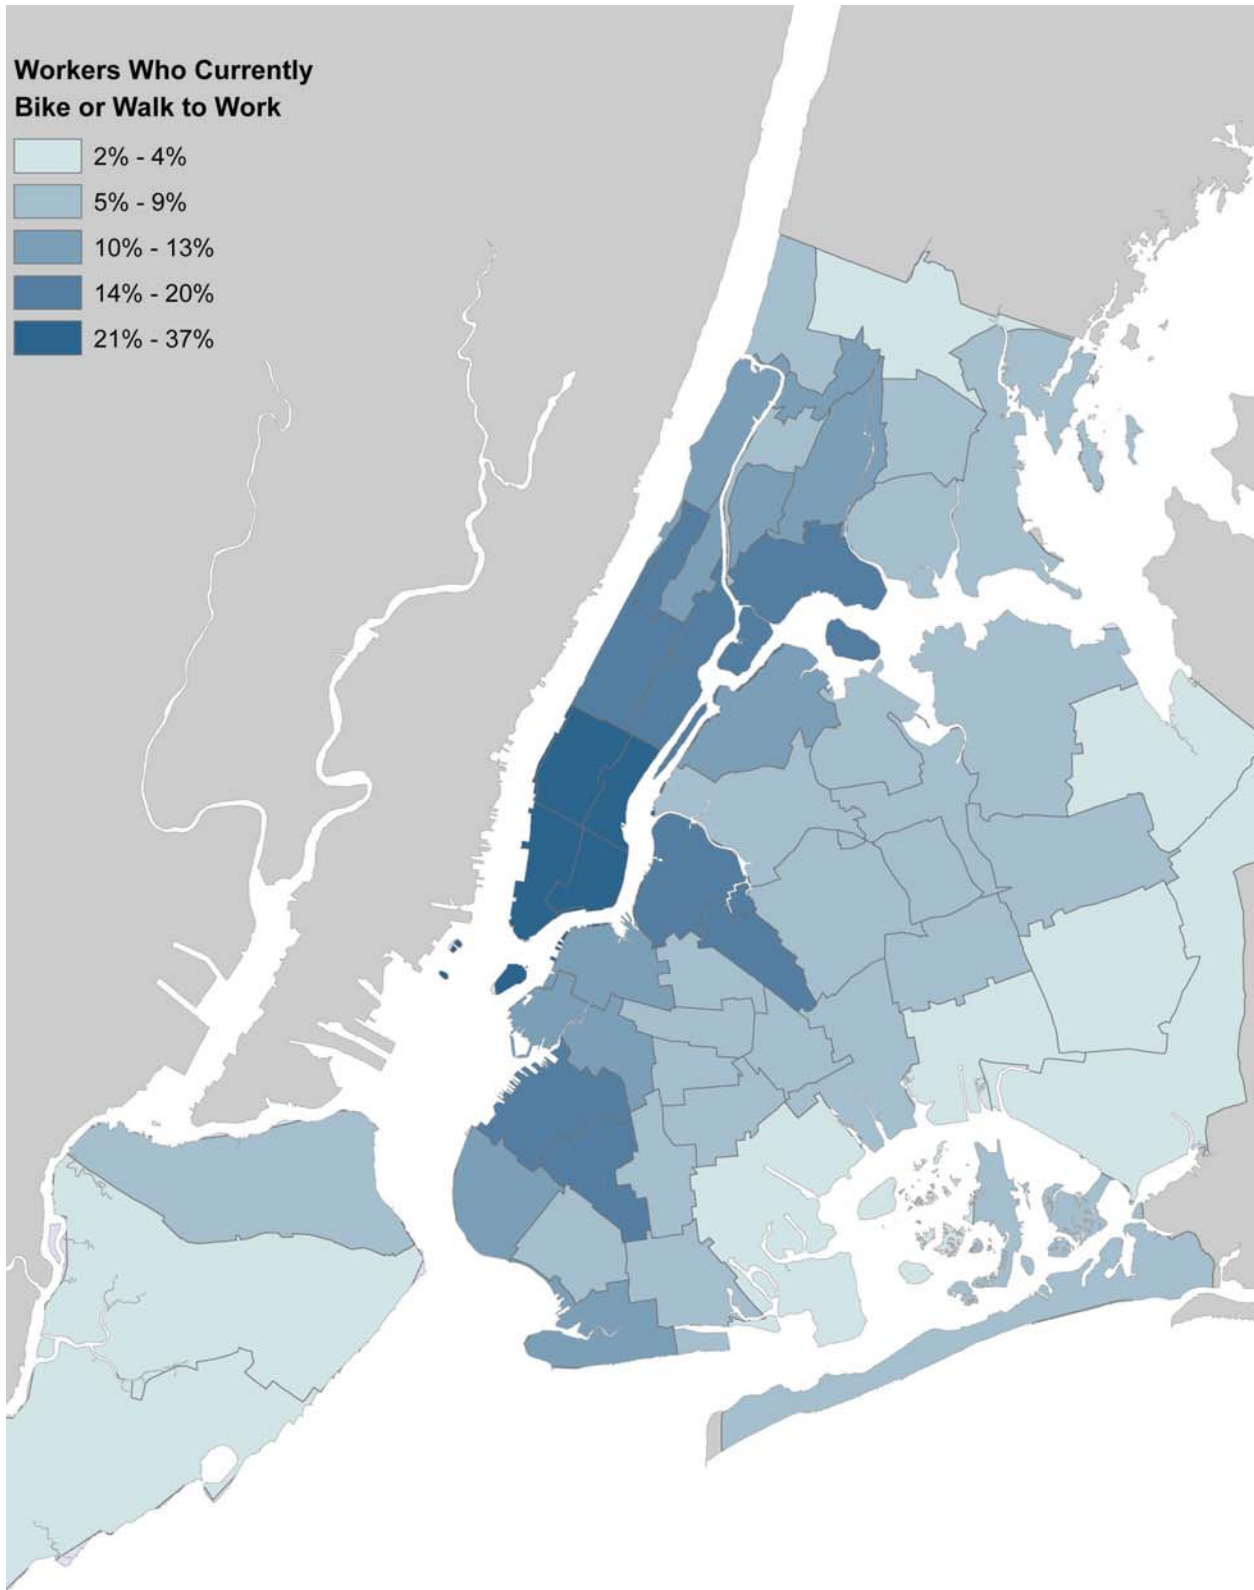 Workers Who Currently
Bike or Walk to Work
2% - 4%
5% - 9%
10% - 13%
14% - 20%
21% - 37%